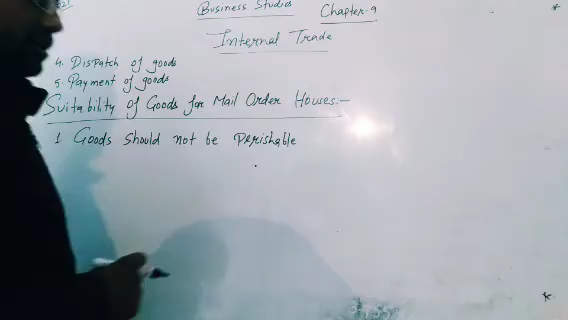 Business Studies Chapter-9
Internal Trade
4. Dispatch of goods
5. Payment of goods
Suitability of Goods for Mail Order Houses:-
1 Goods Should not be Perishable